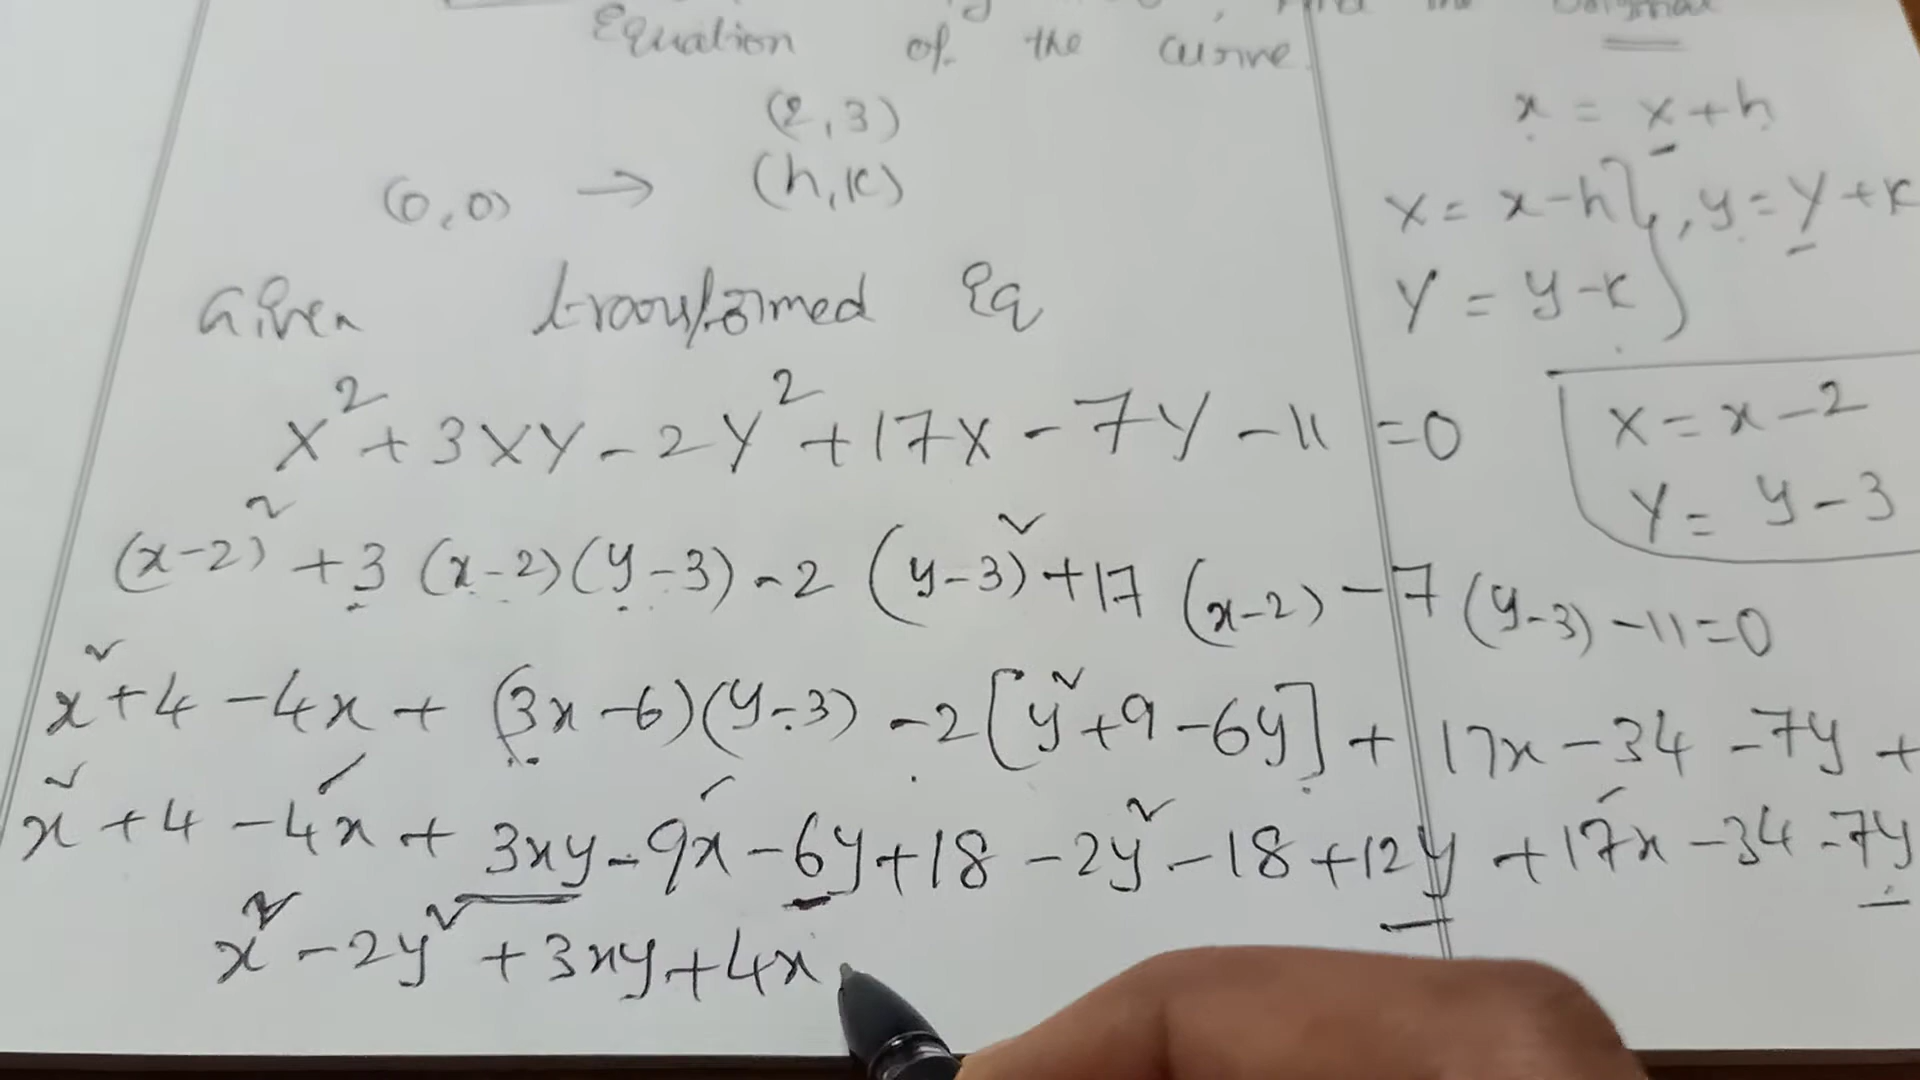 Equation of the curve.
(2,3)
(0,0) → (h,k)
x = X+h
X = x-h}, y = Y+k
Y = y-k
Given transformed Eq
X² + 3XY - 2Y² + 17X - 7Y - 11 = 0
X = x-2
Y = y-3
(x-2)² + 3(x-2)(y-3) - 2(y-3)² + 17(x-2) - 7(y-3) - 11 = 0
x² + 4 - 4x + (3x-6)(y-3) - 2[y² + 9 - 6y] + 17x - 34 - 7y +
x² + 4 - 4x + 3xy - 9x - 6y + 18 - 2y² - 18 + 12y + 17x - 34 - 7y
x² - 2y² + 3xy + 4x